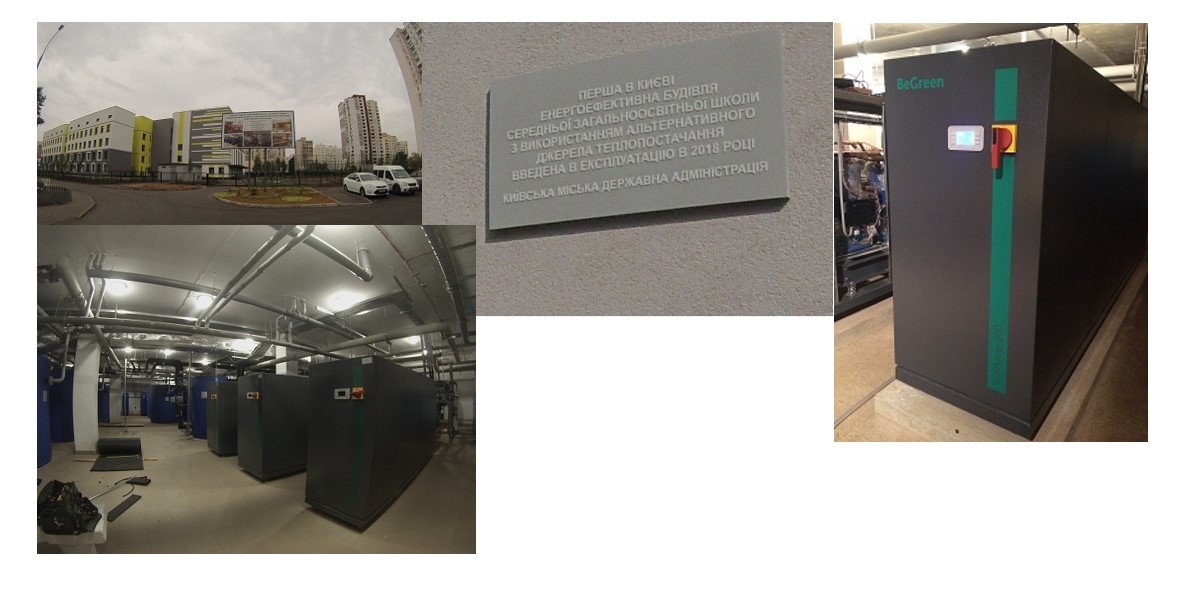 ПЕРША В КИЄВІ
ЕНЕРГОЕФЕКТИВНА БУДІВЛЯ
СЕРЕДНЬОЇ ЗАГАЛЬНООСВІТНЬОЇ ШКОЛИ
З ВИКОРИСТАННЯМ АЛЬТЕРНАТИВНОГО
ДЖЕРЕЛА ТЕПЛОПОСТАЧАННЯ
ВВЕДЕНА В ЕКСПЛУАТАЦІЮ В 2018 РОЦІ
КИЇВСЬКА МІСЬКА ДЕРЖАВНА АДМІНІСТРАЦІЯ
BeGreen